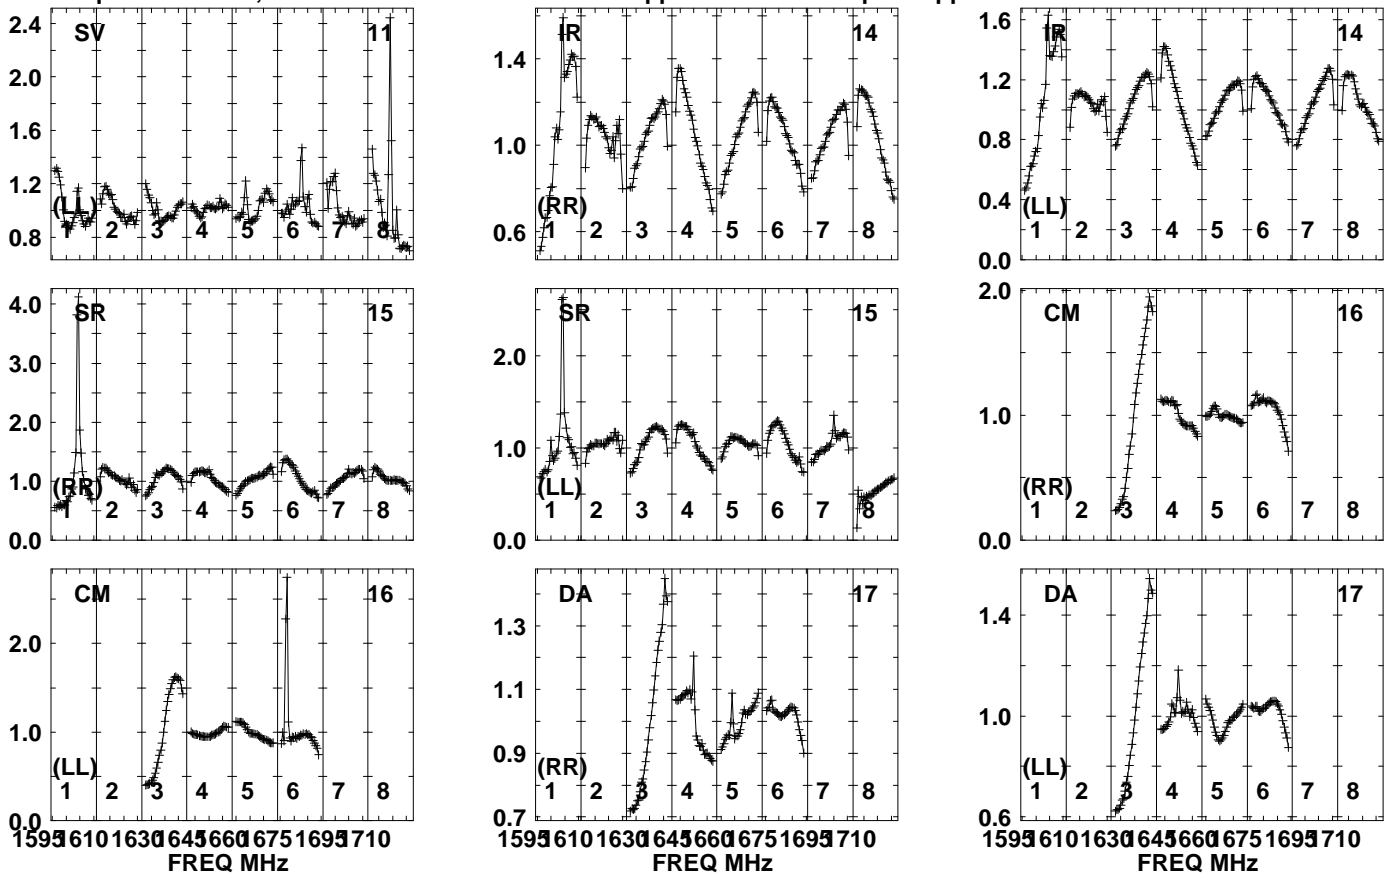 SV 11
2.4
2.0
1.6
1.2
0.8
(LL)
1 2 3 4 5 6 7 8
IR 14
1.4
1.0
0.6
(RR)
1 2 3 4 5 6 7 8
IR 14
1.6
1.2
0.8
0.4
0.0
(LL)
1 2 3 4 5 6 7 8
SR 15
4.0
3.0
2.0
1.0
0.0
(RR)
1 2 3 4 5 6 7 8
SR 15
2.0
1.0
0.0
(LL)
1 2 3 4 5 6 7 8
CM 16
2.0
1.0
0.0
(RR)
1 2 3 4 5 6 7 8
CM 16
2.0
1.0
0.0
(LL)
1 2 3 4 5 6 7 8
1595 1610 1630 1645 1660 1675 1695 1710
FREQ MHz
DA 17
1.3
1.1
0.9
0.7
(RR)
1 2 3 4 5 6 7 8
1595 1610 1630 1645 1660 1675 1695 1710
FREQ MHz
DA 17
1.4
1.0
0.6
(LL)
1 2 3 4 5 6 7 8
1595 1610 1630 1645 1660 1675 1695 1710
FREQ MHz